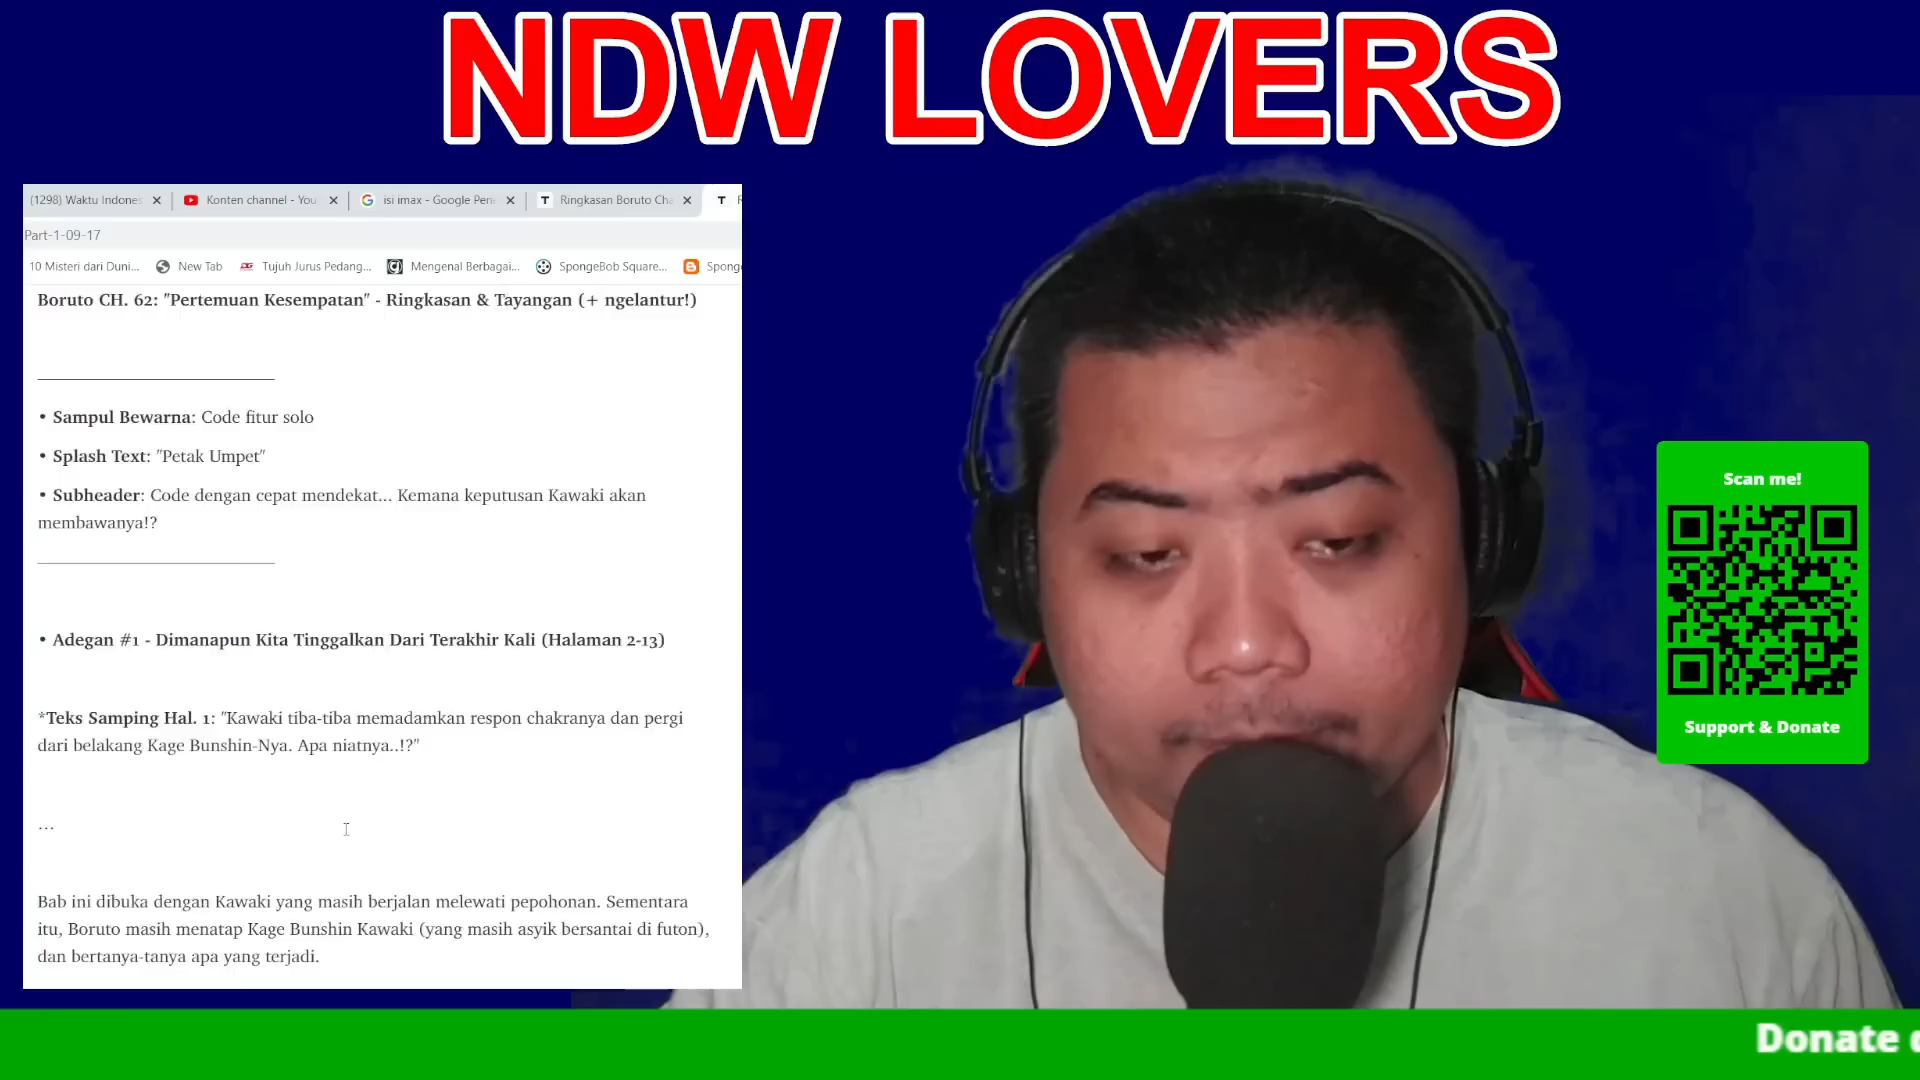 NDW LOVERS
(1298) Waktu Indones
Konten channel - You
isi imax - Google Pen
Ringkasan Boruto Cha
Part-1-09-17
10 Misteri dari Duni...
New Tab
Tujuh Jurus Pedang...
Mengenal Berbagai...
SpongeBob Square...
Spong
Boruto CH. 62: "Pertemuan Kesempatan" - Ringkasan & Tayangan (+ ngelantur!)
• Sampul Bewarna: Code fitur solo
• Splash Text: "Petak Umpet"
• Subheader: Code dengan cepat mendekat... Kemana keputusan Kawaki akan
membawanya!?
• Adegan #1 - Dimanapun Kita Tinggalkan Dari Terakhir Kali (Halaman 2-13)
*Teks Samping Hal. 1: "Kawaki tiba-tiba memadamkan respon chakranya dan pergi
dari belakang Kage Bunshin-Nya. Apa niatnya..!?"
...
Bab ini dibuka dengan Kawaki yang masih berjalan melewati pepohonan. Sementara
itu, Boruto masih menatap Kage Bunshin Kawaki (yang masih asyik bersantai di futon),
dan bertanya-tanya apa yang terjadi.
Scan me!
Support & Donate
Donate